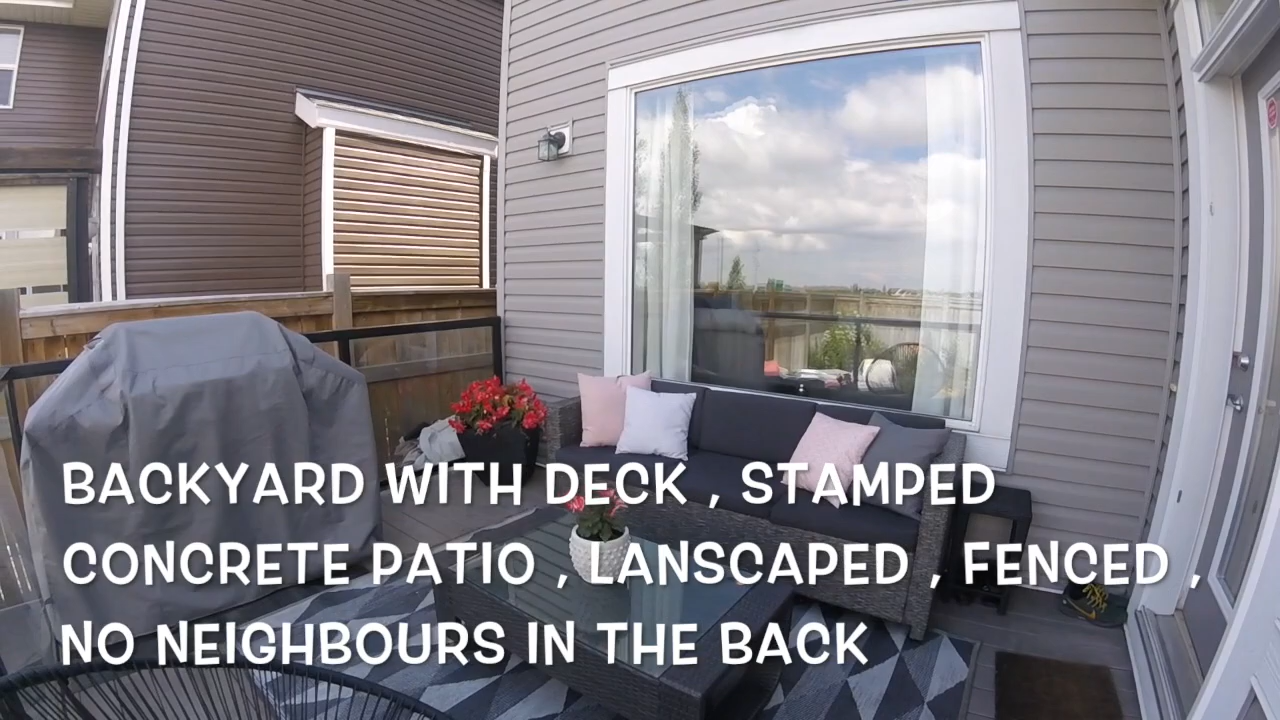 BACKYARD WITH DECK , STAMPED
CONCRETE PATIO , LANSCAPED , FENCED ,
NO NEIGHBOURS IN THE BACK